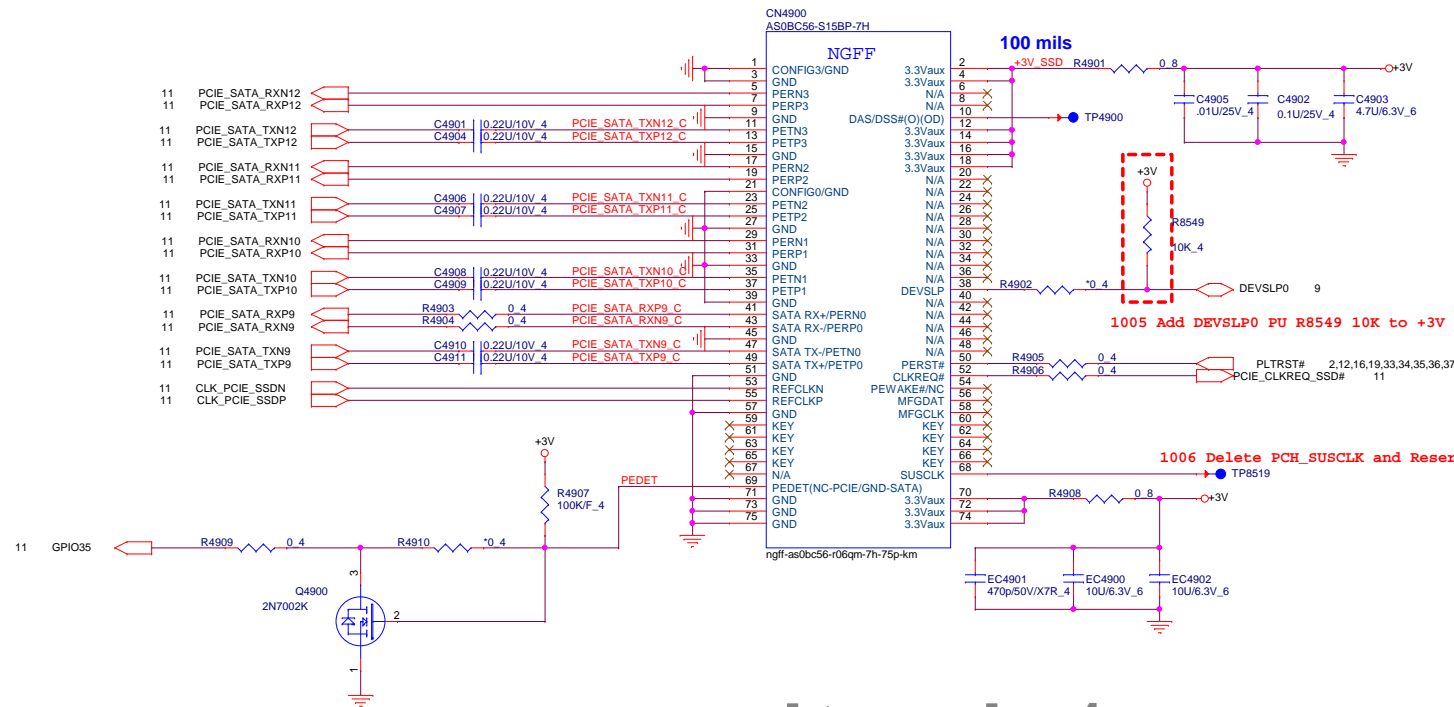 CN4900
AS0BC56-S15BP-7H
NGFF
100 mils
+3V_SSD
R4901
0_8
+3V
C4905
.01U/25V_4
C4902
0.1U/25V_4
C4903
4.7U/6.3V_6
11 PCIE_SATA_RXN12
11 PCIE_SATA_RXP12
11 PCIE_SATA_TXN12 C4901 0.22U/10V_4 PCIE_SATA_TXN12_C
11 PCIE_SATA_TXP12 C4904 0.22U/10V_4 PCIE_SATA_TXP12_C
11 PCIE_SATA_RXN11
11 PCIE_SATA_RXP11
11 PCIE_SATA_TXN11 C4906 0.22U/10V_4 PCIE_SATA_TXN11_C
11 PCIE_SATA_TXP11 C4907 0.22U/10V_4 PCIE_SATA_TXP11_C
11 PCIE_SATA_RXN10
11 PCIE_SATA_RXP10
11 PCIE_SATA_TXN10 C4908 0.22U/10V_4 PCIE_SATA_TXN10_C
11 PCIE_SATA_TXP10 C4909 0.22U/10V_4 PCIE_SATA_TXP10_C
11 PCIE_SATA_RXP9 R4903 0_4 PCIE_SATA_RXP9_C
11 PCIE_SATA_RXN9 R4904 0_4 PCIE_SATA_RXN9_C
11 PCIE_SATA_TXN9 C4910 0.22U/10V_4 PCIE_SATA_TXN9_C
11 PCIE_SATA_TXP9 C4911 0.22U/10V_4 PCIE_SATA_TXP9_C
11 CLK_PCIE_SSDN
11 CLK_PCIE_SSDP
1 CONFIG3/GND
3 GND
5 PERN3
7 PERP3
9 GND
11 PETN3
13 PETP3
15 GND
17 PERN2
19 PERP2
21 CONFIG0/GND
23 PETN2
25 PETP2
27 GND
29 PERN1
31 PERP1
33 GND
35 PETN1
37 PETP1
39 GND
41 SATA RX+/PERN0
43 SATA RX-/PERP0
45 GND
47 SATA TX-/PETN0
49 SATA TX+/PETP0
51 GND
53 REFCLKN
55 REFCLKP
57 GND
59 KEY
61 KEY
63 KEY
65 KEY
67 N/A
69 PEDET(NC-PCIE/GND-SATA)
71 GND
73 GND
75 GND
3.3Vaux 2
3.3Vaux 4
N/A 6
N/A 8
DAS/DSS#(O)(OD) 10
3.3Vaux 12
3.3Vaux 14
3.3Vaux 16
3.3Vaux 18
N/A 20
N/A 22
N/A 24
N/A 26
N/A 28
N/A 30
N/A 32
N/A 34
N/A 36
DEVSLP 38
N/A 40
N/A 42
N/A 44
N/A 46
N/A 48
PERST# 50
CLKREQ# 52
PEWAKE#/NC 54
MFGDAT 56
MFGCLK 58
KEY 60
KEY 62
KEY 64
KEY 66
SUSCLK 68
3.3Vaux 70
3.3Vaux 72
3.3Vaux 74
ngff-as0bc56-r06qm-7h-75p-km
TP4900
+3V
R8549
10K_4
R4902 *0_4 DEVSLP0 9
1005 Add DEVSLP0 PU R8549 10K to +3V
R4905 0_4 PLTRST# 2,12,16,19,33,34,35,36,37
R4906 0_4 PCIE_CLKREQ_SSD# 11
1006 Delete PCH_SUSCLK and Reser
TP8519
R4908 0_8 +3V
EC4901
470p/50V/X7R_4
EC4900
10U/6.3V_6
EC4902
10U/6.3V_6
+3V
PEDET
R4907
100K/F_4
11 GPIO35 R4909 0_4 R4910 *0_4
Q4900
2N7002K
3
2
1